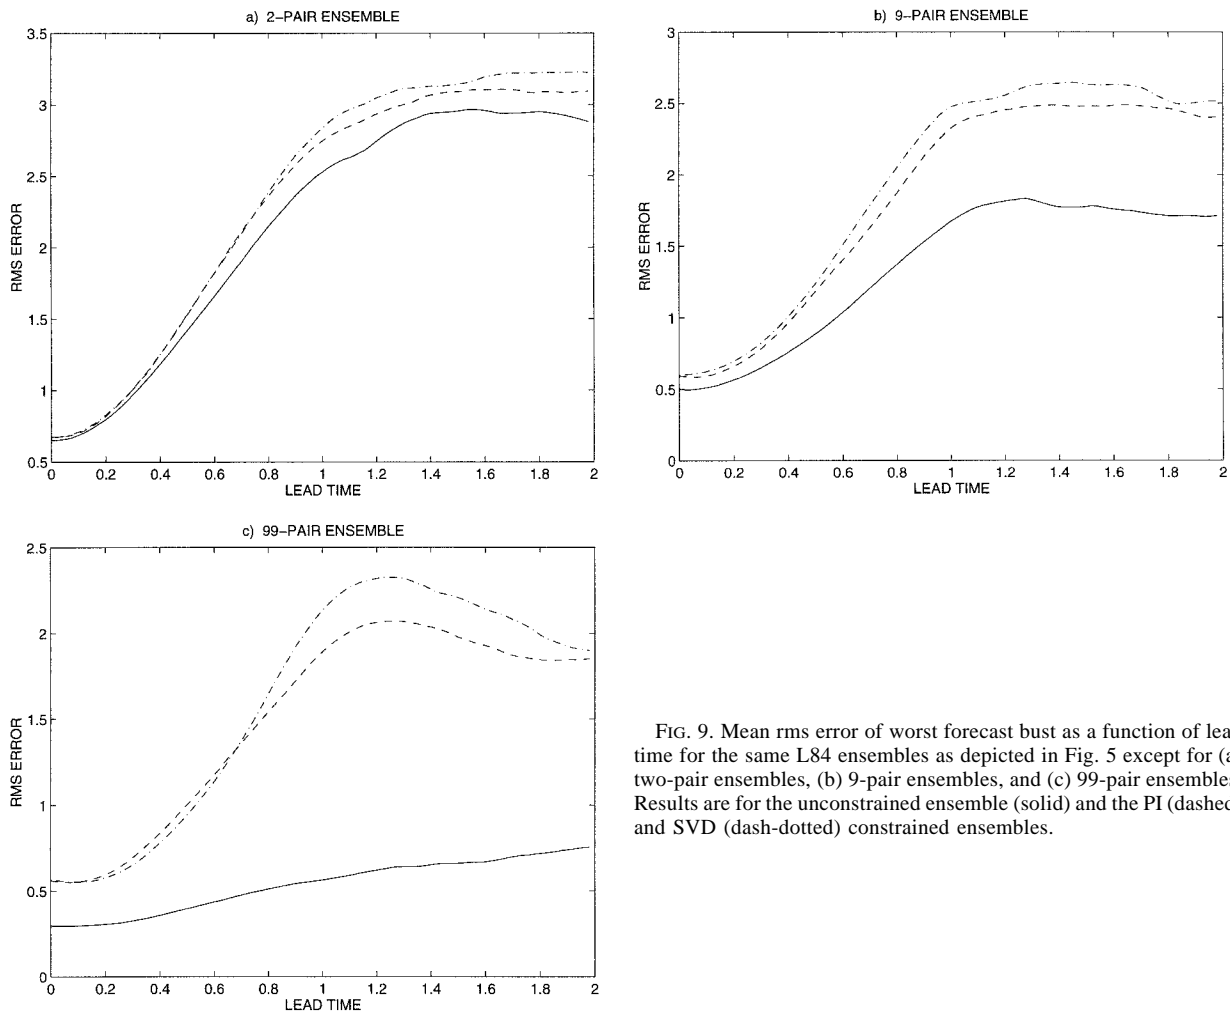 a) 2-PAIR ENSEMBLE
3.5
3
2.5
2
1.5
1
0.5
RMS ERROR
0 0.2 0.4 0.6 0.8 1 1.2 1.4 1.6 1.8 2
LEAD TIME
b) 9-PAIR ENSEMBLE
3
2.5
2
1.5
1
0.5
0
RMS ERROR
0 0.2 0.4 0.6 0.8 1 1.2 1.4 1.6 1.8 2
LEAD TIME
c) 99-PAIR ENSEMBLE
2.5
2
1.5
1
0.5
0
RMS ERROR
0 0.2 0.4 0.6 0.8 1 1.2 1.4 1.6 1.8 2
LEAD TIME
FIG. 9. Mean rms error of worst forecast bust as a function of lea
time for the same L84 ensembles as depicted in Fig. 5 except for (a
two-pair ensembles, (b) 9-pair ensembles, and (c) 99-pair ensembles
Results are for the unconstrained ensemble (solid) and the PI (dashed
and SVD (dash-dotted) constrained ensembles.